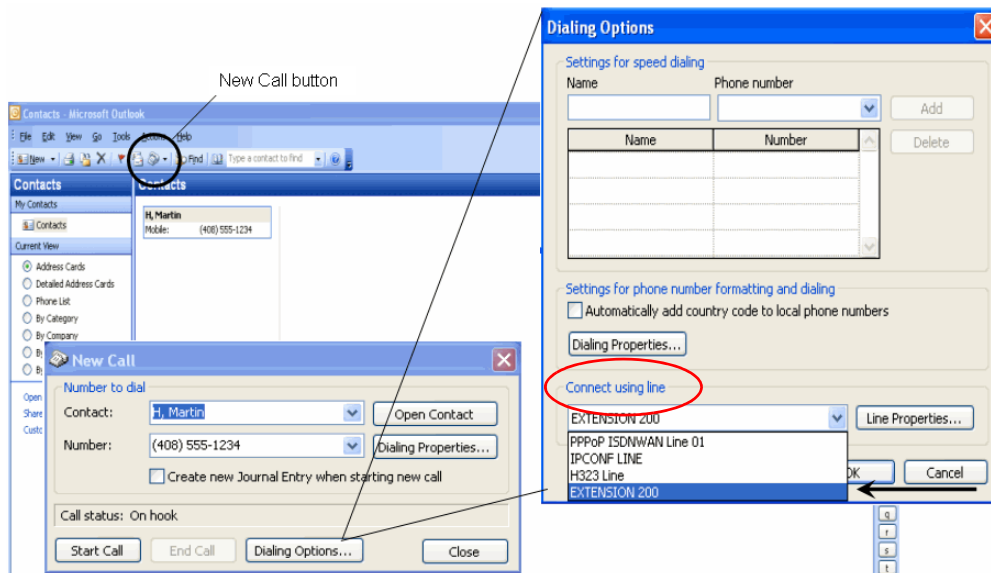 New Call button
Contacts - Microsoft Outlook
File Edit View Go Tools Help
New Find Type a contact to find
Contacts
My Contacts
Contacts
Current View
Address Cards
Detailed Address Cards
Phone List
By Category
By Company
By
By
Open
Share
Custo
Contacts
H, Martin
Mobile: (408) 555-1234
New Call
Number to dial
Contact: H, Martin Open Contact
Number: (408) 555-1234 Dialing Properties...
Create new Journal Entry when starting new call
Call status: On hook
Start Call End Call Dialing Options... Close
Dialing Options
Settings for speed dialing
Name Phone number
Add
Name Number Delete
Settings for phone number formatting and dialing
Automatically add country code to local phone numbers
Dialing Properties...
Connect using line
EXTENSION 200 Line Properties...
PPPoP ISDNWAN Line 01
IPCONF LINE
H323 Line
EXTENSION 200
OK Cancel
q
r
s
t